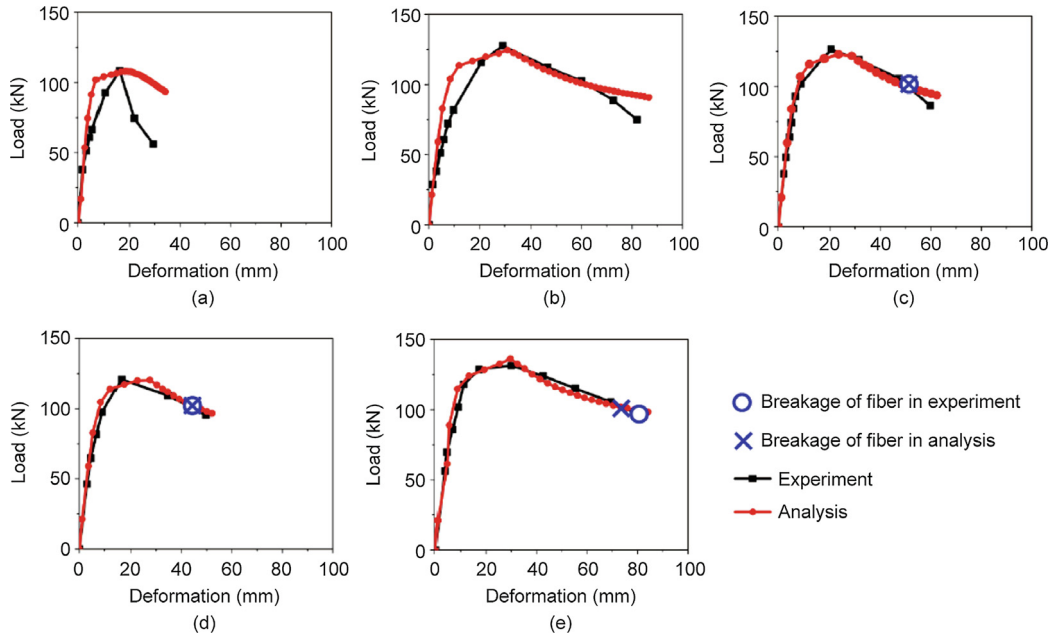 150
100
50
0
Load (kN)
0 20 40 60 80 100
Deformation (mm)
(a)
150
100
50
0
Load (kN)
0 20 40 60 80 100
Deformation (mm)
(b)
150
100
50
0
Load (kN)
0 20 40 60 80 100
Deformation (mm)
(c)
150
100
50
0
Load (kN)
0 20 40 60 80 100
Deformation (mm)
(d)
150
100
50
0
Load (kN)
0 20 40 60 80 100
Deformation (mm)
(e)
Breakage of fiber in experiment
Breakage of fiber in analysis
Experiment
Analysis